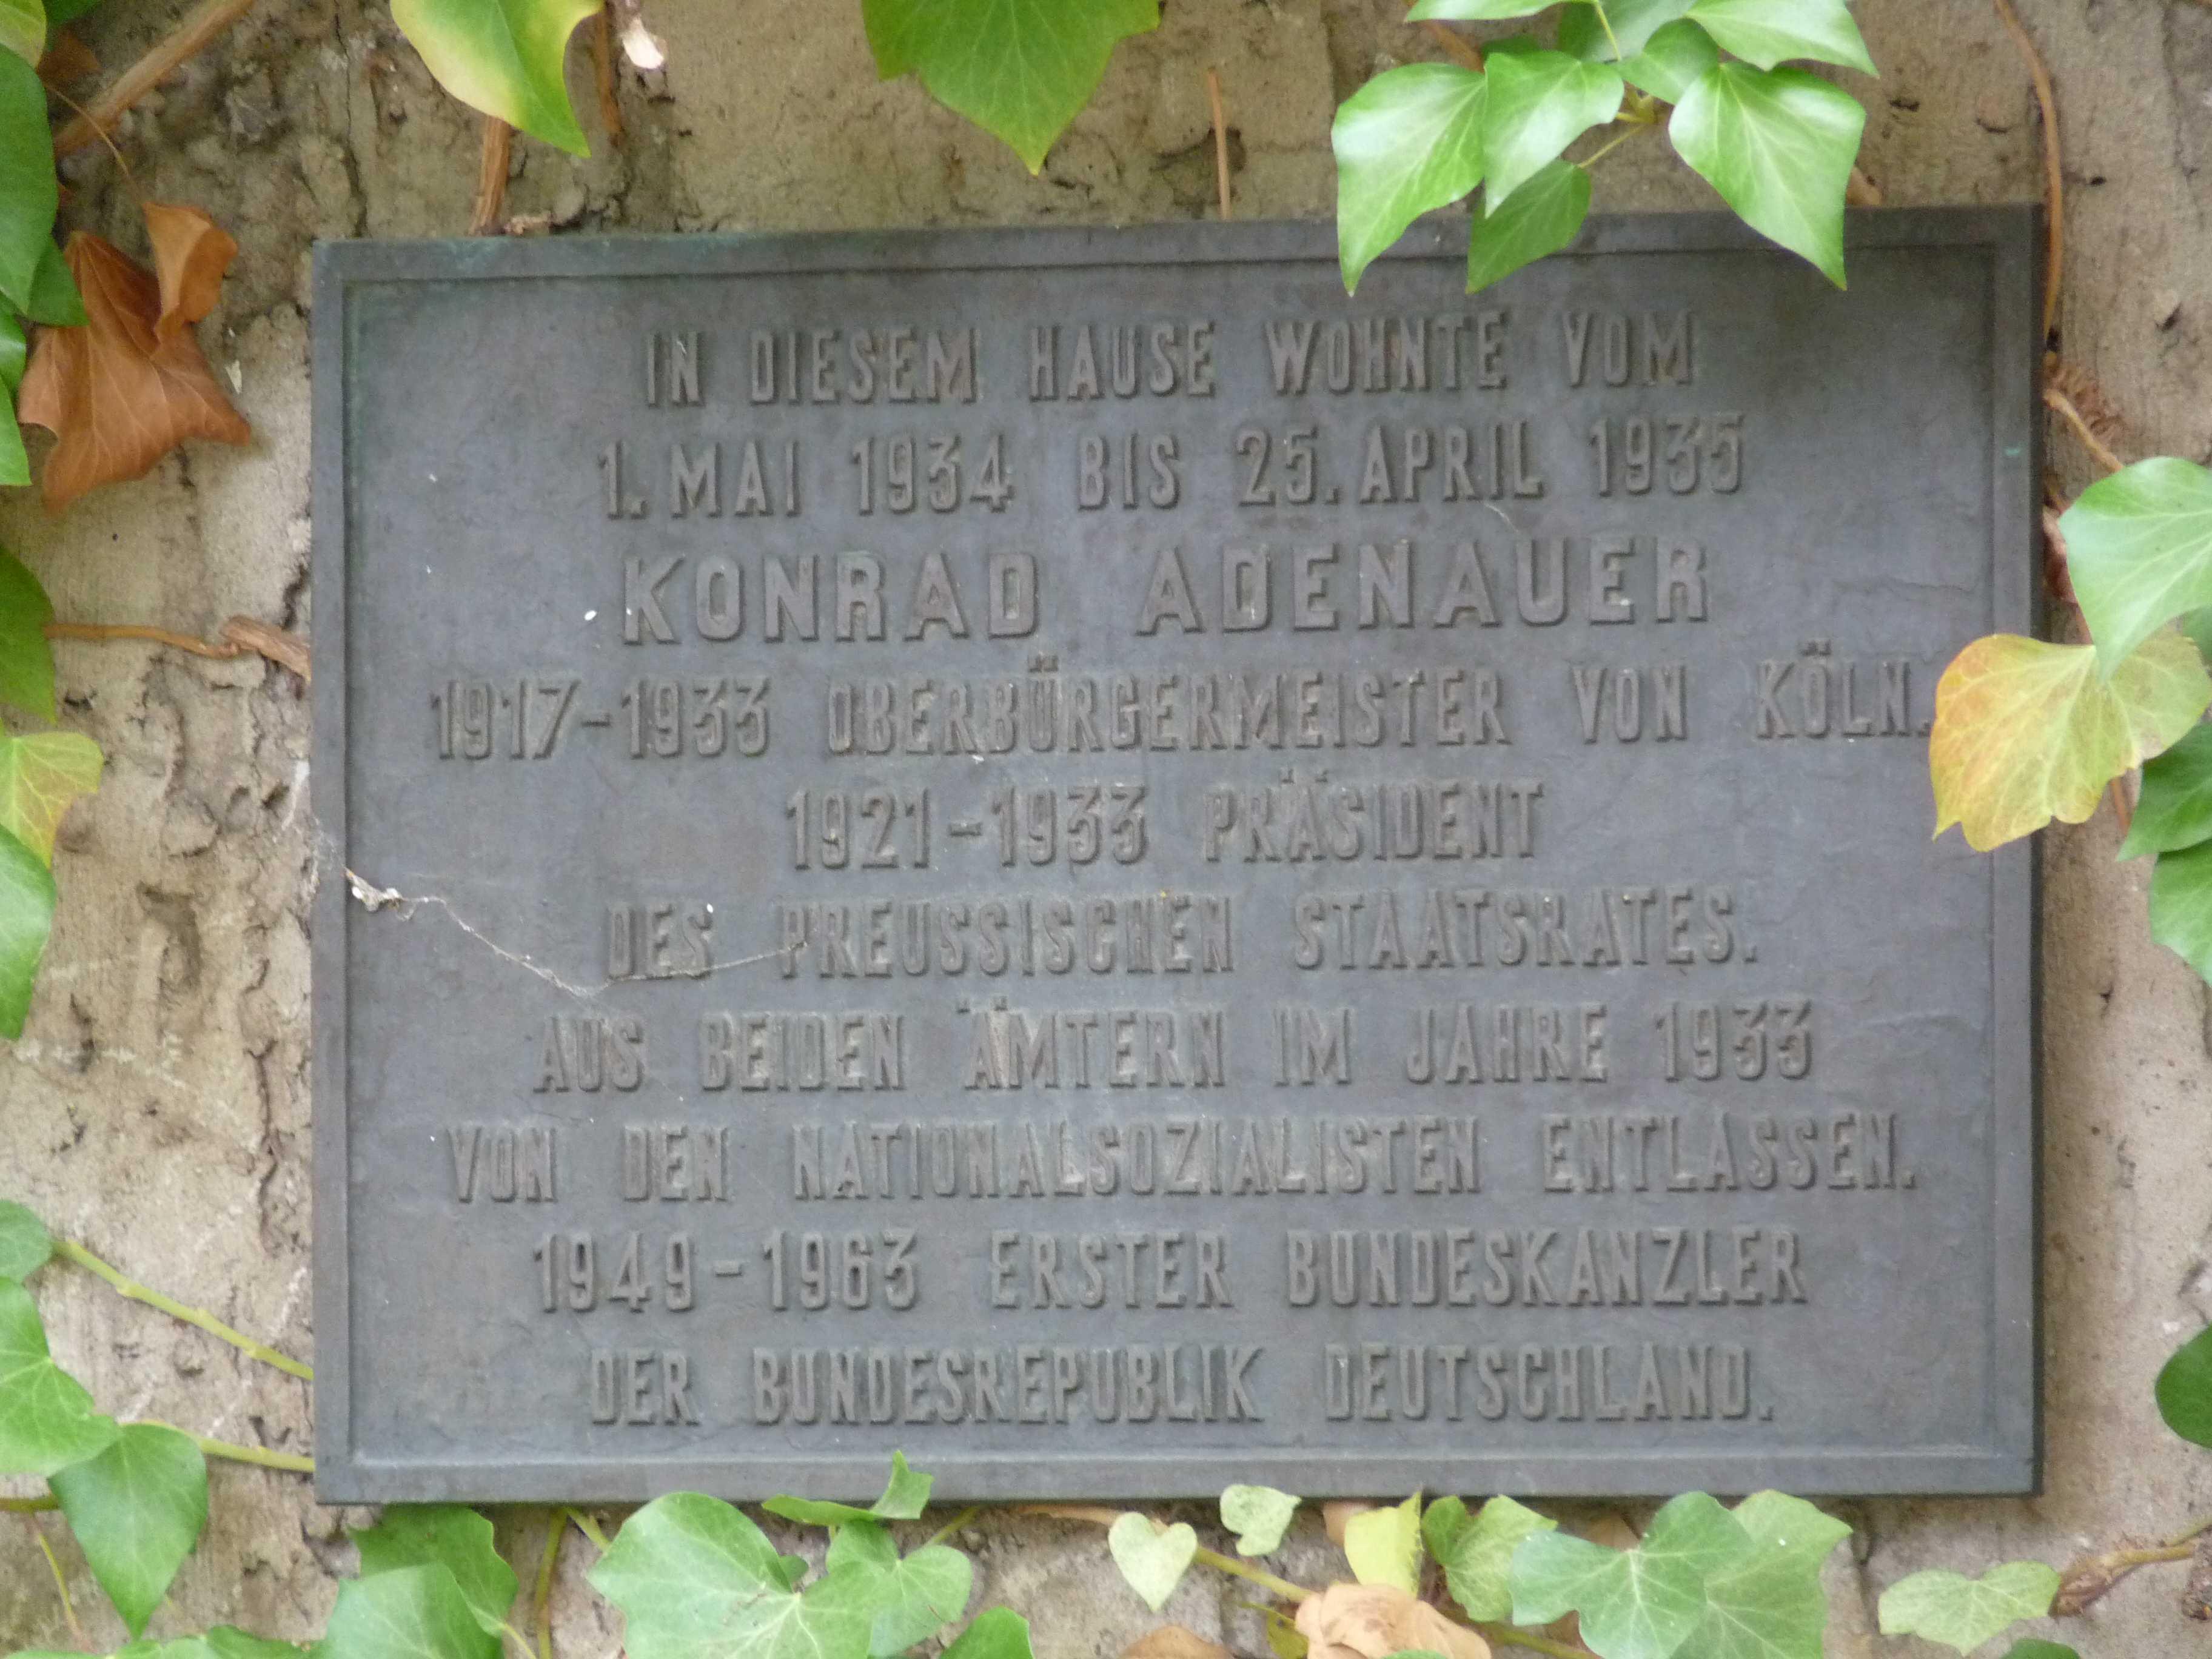 IN DIESEM HAUSE WOHNTE VOM
1. MAI 1934 BIS 25. APRIL 1935
KONRAD ADENAUER
1917-1933 OBERBÜRGERMEISTER VON KÖLN.
1921-1933 PRÄSIDENT
DES PREUSSISCHEN STAATSRATES.
AUS BEIDEN ÄMTERN IM JAHRE 1933
VON DEN NATIONALSOZIALISTEN ENTLASSEN.
1949-1963 ERSTER BUNDESKANZLER
DER BUNDESREPUBLIK DEUTSCHLAND.